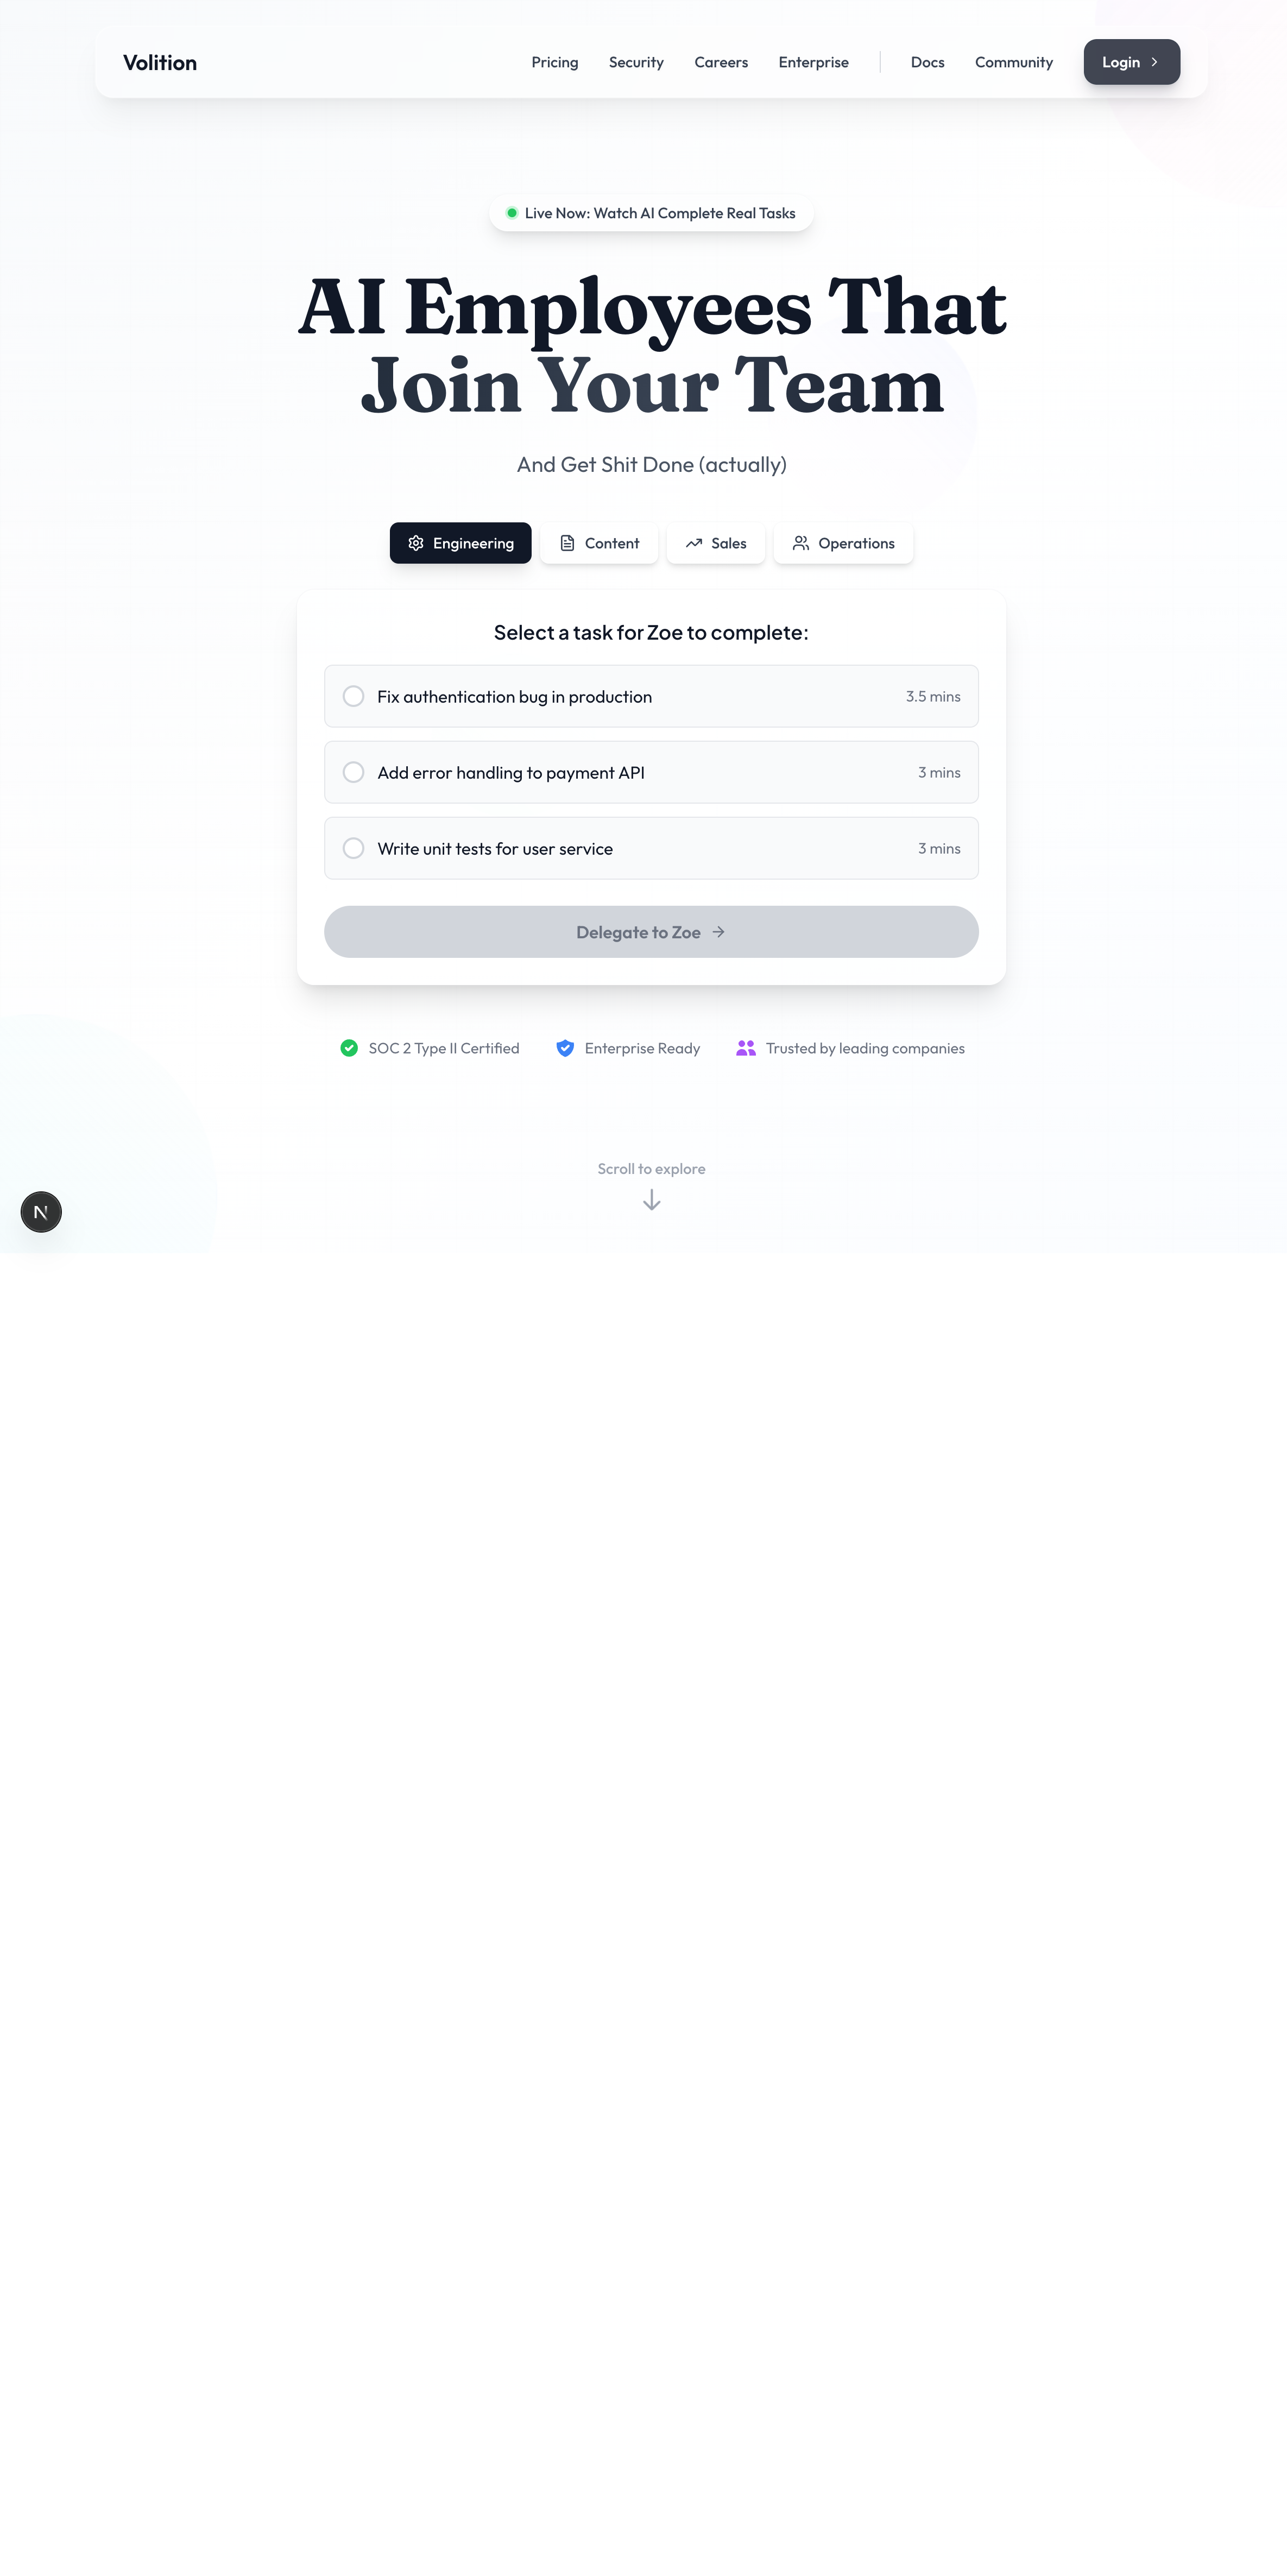 Volition
Pricing Security Careers Enterprise Docs Community Login
Live Now: Watch AI Complete Real Tasks
AI Employees That
Join Your Team
And Get Shit Done (actually)
Engineering Content Sales Operations
Select a task for Zoe to complete:
Fix authentication bug in production 3.5 mins
Add error handling to payment API 3 mins
Write unit tests for user service 3 mins
Delegate to Zoe
SOC 2 Type II Certified Enterprise Ready Trusted by leading companies
Scroll to explore
N